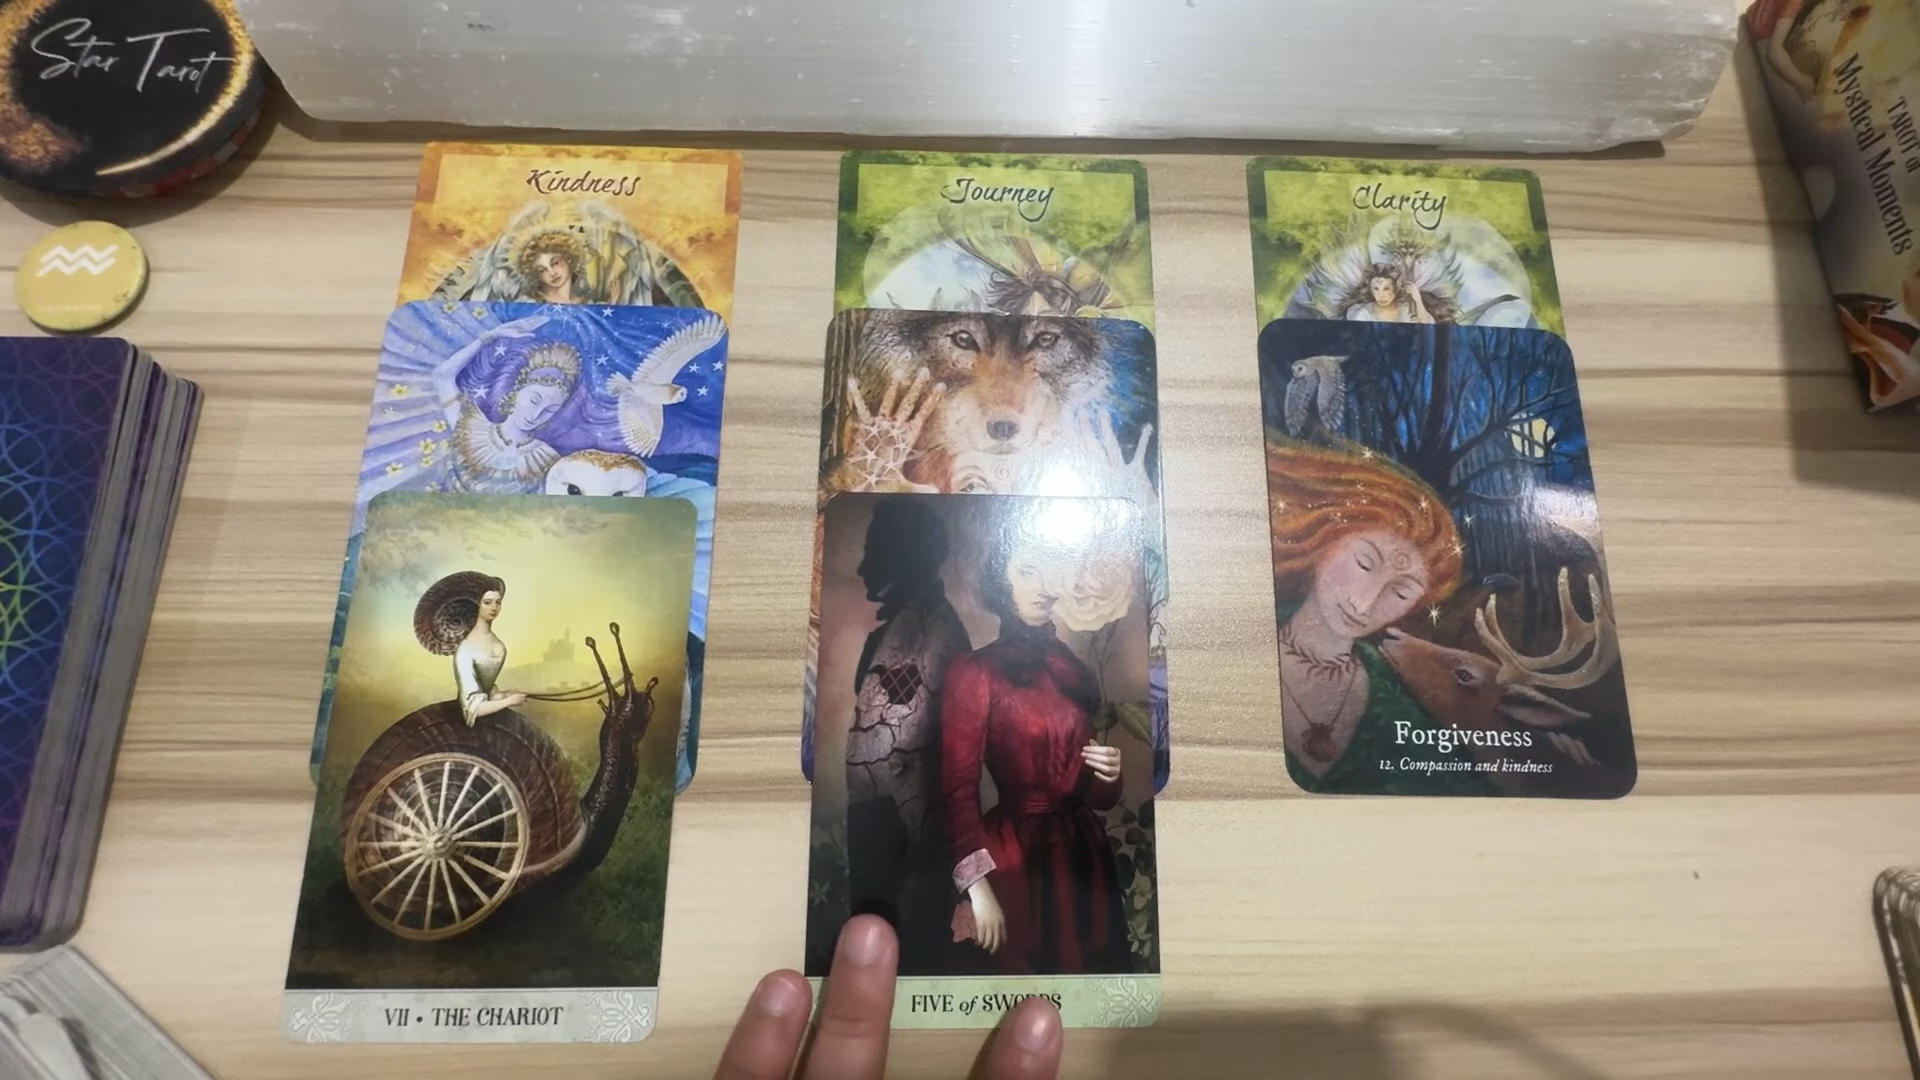 Star Tarot
TAROT OF
Mystical Moments
Kindness
Journey
Clarity
Forgiveness
12. Compassion and kindness
VII • THE CHARIOT
FIVE of SWORDS